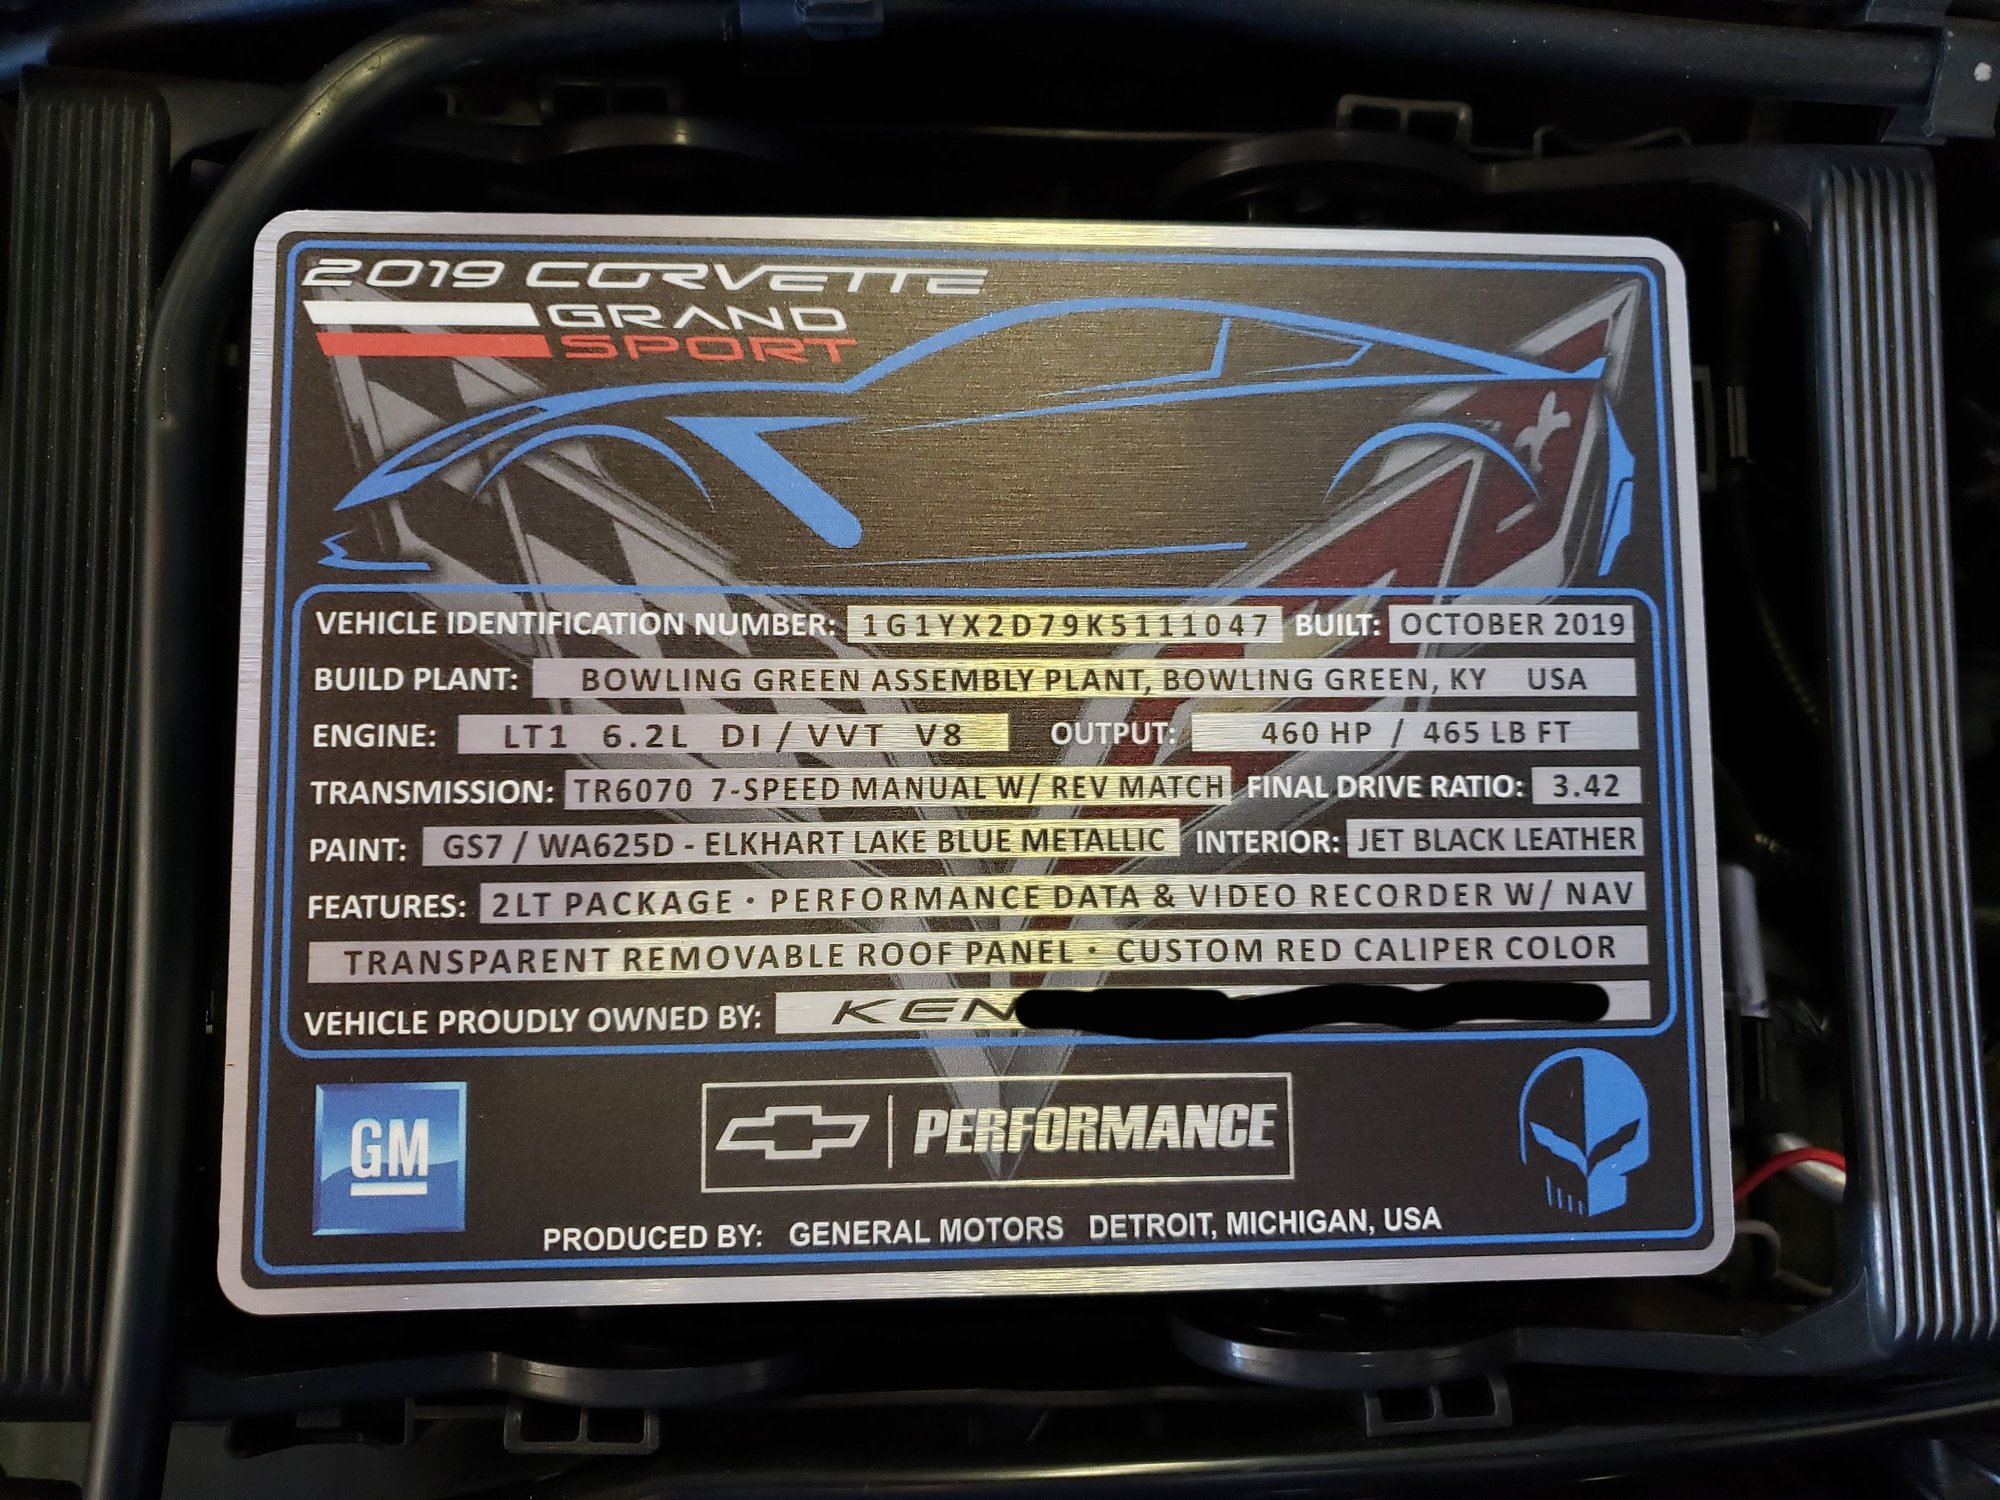 2019 CORVETTE
GRAND
SPORT
VEHICLE IDENTIFICATION NUMBER: 1G1YX2D79K5111047 BUILT: OCTOBER 2019
BUILD PLANT: BOWLING GREEN ASSEMBLY PLANT, BOWLING GREEN, KY USA
ENGINE: LT1 6.2L DI / VVT V8 OUTPUT: 460 HP / 465 LB FT
TRANSMISSION: TR6070 7-SPEED MANUAL W/ REV MATCH FINAL DRIVE RATIO: 3.42
PAINT: GS7 / WA625D - ELKHART LAKE BLUE METALLIC INTERIOR: JET BLACK LEATHER
FEATURES: 2LT PACKAGE • PERFORMANCE DATA & VIDEO RECORDER W/ NAV
TRANSPARENT REMOVABLE ROOF PANEL • CUSTOM RED CALIPER COLOR
VEHICLE PROUDLY OWNED BY: KEN
GM PERFORMANCE
PRODUCED BY: GENERAL MOTORS DETROIT, MICHIGAN, USA